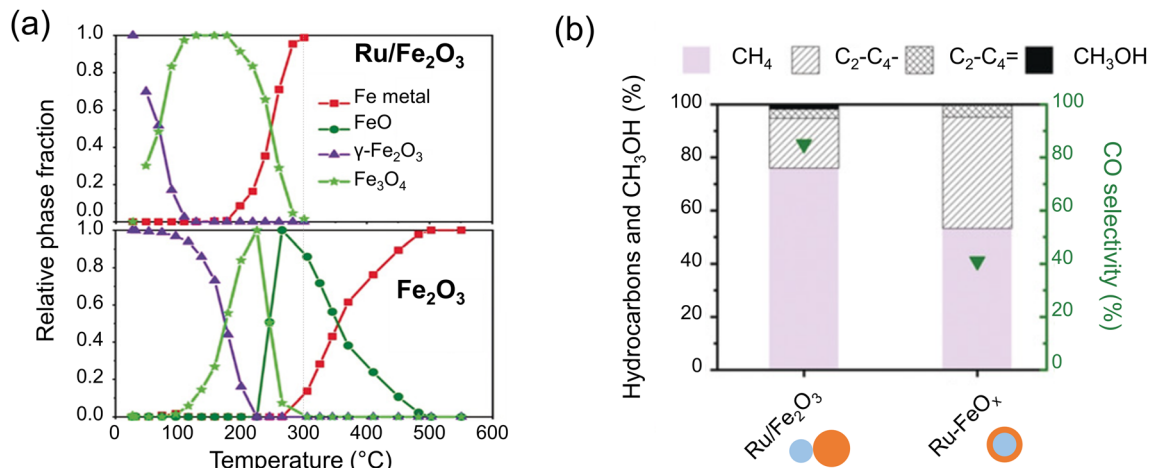 (a)
Relative phase fraction
1.0
0.8
0.6
0.4
0.2
0.0
Ru/Fe₂O₃
Fe metal
FeO
γ-Fe₂O₃
Fe₃O₄
1.0
0.8
0.6
0.4
0.2
0.0
Fe₂O₃
0 100 200 300 400 500 600
Temperature (°C)
(b)
CH₄ C₂-C₄- C₂-C₄= CH₃OH
Hydrocarbons and CH₃OH (%)
100
80
60
40
20
0
100
80
60
40
20
0
CO selectivity (%)
Ru/Fe₂O₃
Ru-FeOₓ